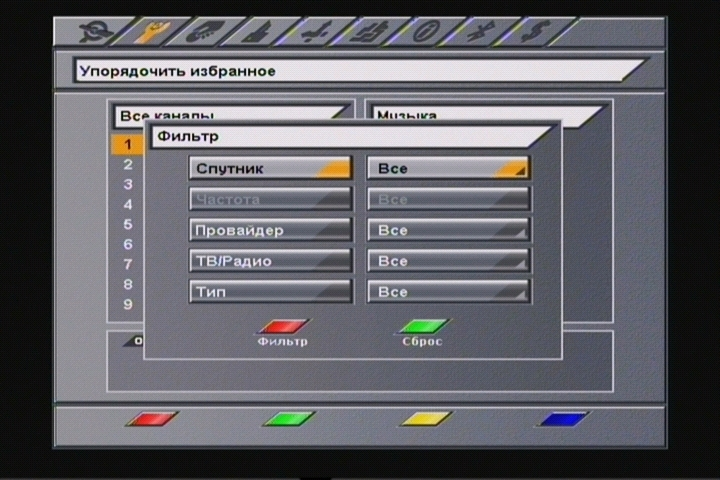 Упорядочить избранное
Все каналы
Музыка
Фильтр
1
2
3
4
5
6
7
8
9
Спутник Все
Частота Все
Провайдер Все
ТВ/Радио Все
Тип Все
Фильтр Сброс